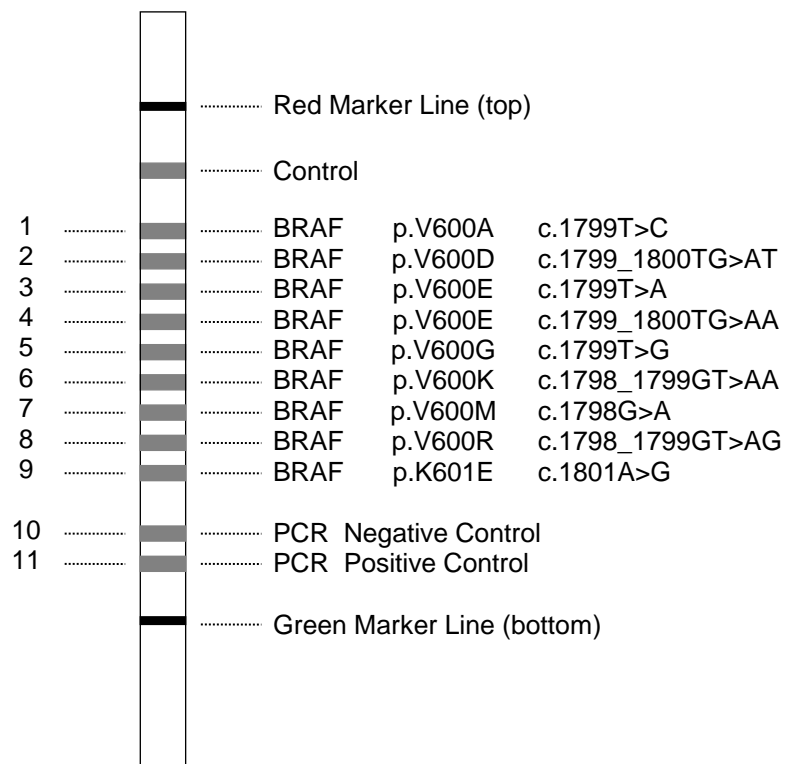 Red Marker Line (top)
Control
1 BRAF p.V600A c.1799T>C
2 BRAF p.V600D c.1799_1800TG>AT
3 BRAF p.V600E c.1799T>A
4 BRAF p.V600E c.1799_1800TG>AA
5 BRAF p.V600G c.1799T>G
6 BRAF p.V600K c.1798_1799GT>AA
7 BRAF p.V600M c.1798G>A
8 BRAF p.V600R c.1798_1799GT>AG
9 BRAF p.K601E c.1801A>G
10 PCR Negative Control
11 PCR Positive Control
Green Marker Line (bottom)